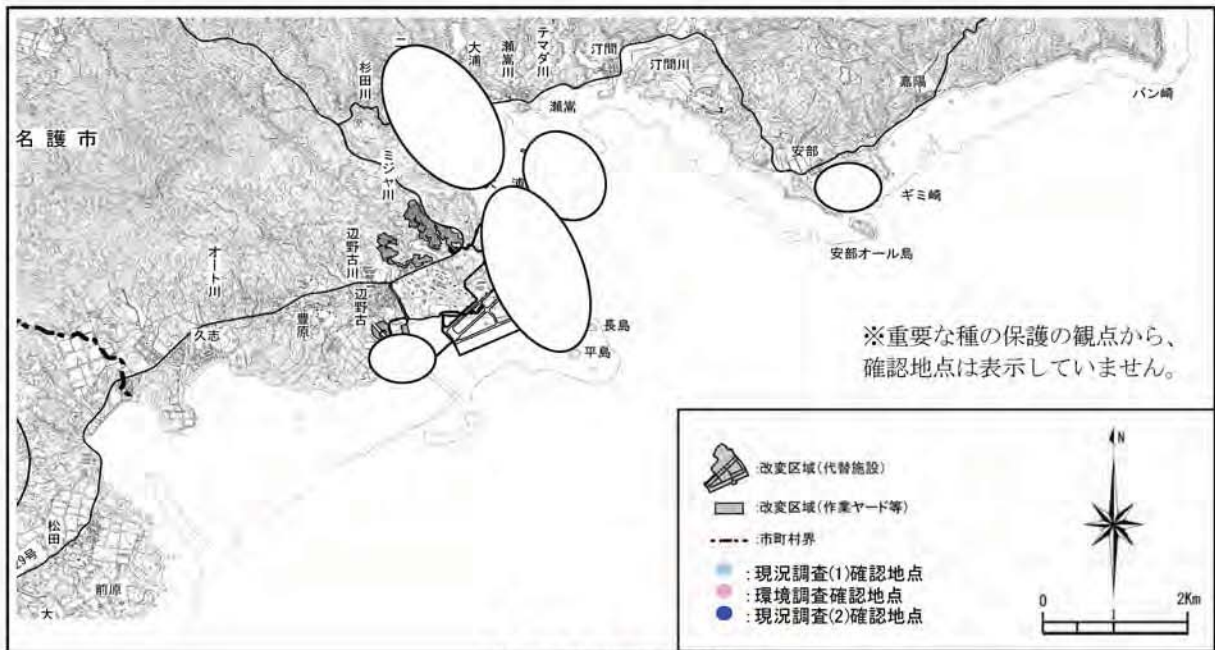 二
大浦
瀬嵩川
テマダ川
汀間
汀間川
嘉陽
バン崎
杉田川
瀬嵩
名護市
安部
ミジャ川
浦
ギミ崎
安部オール島
オート川
辺野古川
辺野古
豊原
久志
長島
平島
※重要な種の保護の観点から、
確認地点は表示していません。
:改変区域(代替施設)
:改変区域(作業ヤード等)
:市町村界
:現況調査(1)確認地点
:環境調査確認地点
:現況調査(2)確認地点
N
0 2Km
松田
29号
前原
大